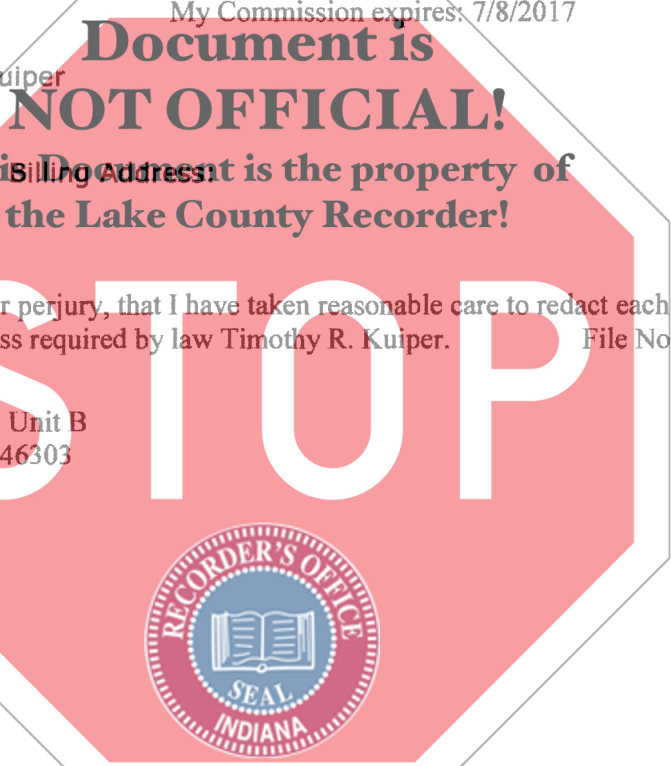 My Commission expires: 7/8/2017
Document is
uiper
NOT OFFICIAL!
Billing Address:
Document is the property of
the Lake County Recorder!
r perjury, that I have taken reasonable care to redact each
ss required by law Timothy R. Kuiper. File No
Unit B
46303
STOP
RECORDER'S OFFICE
SEAL
INDIANA